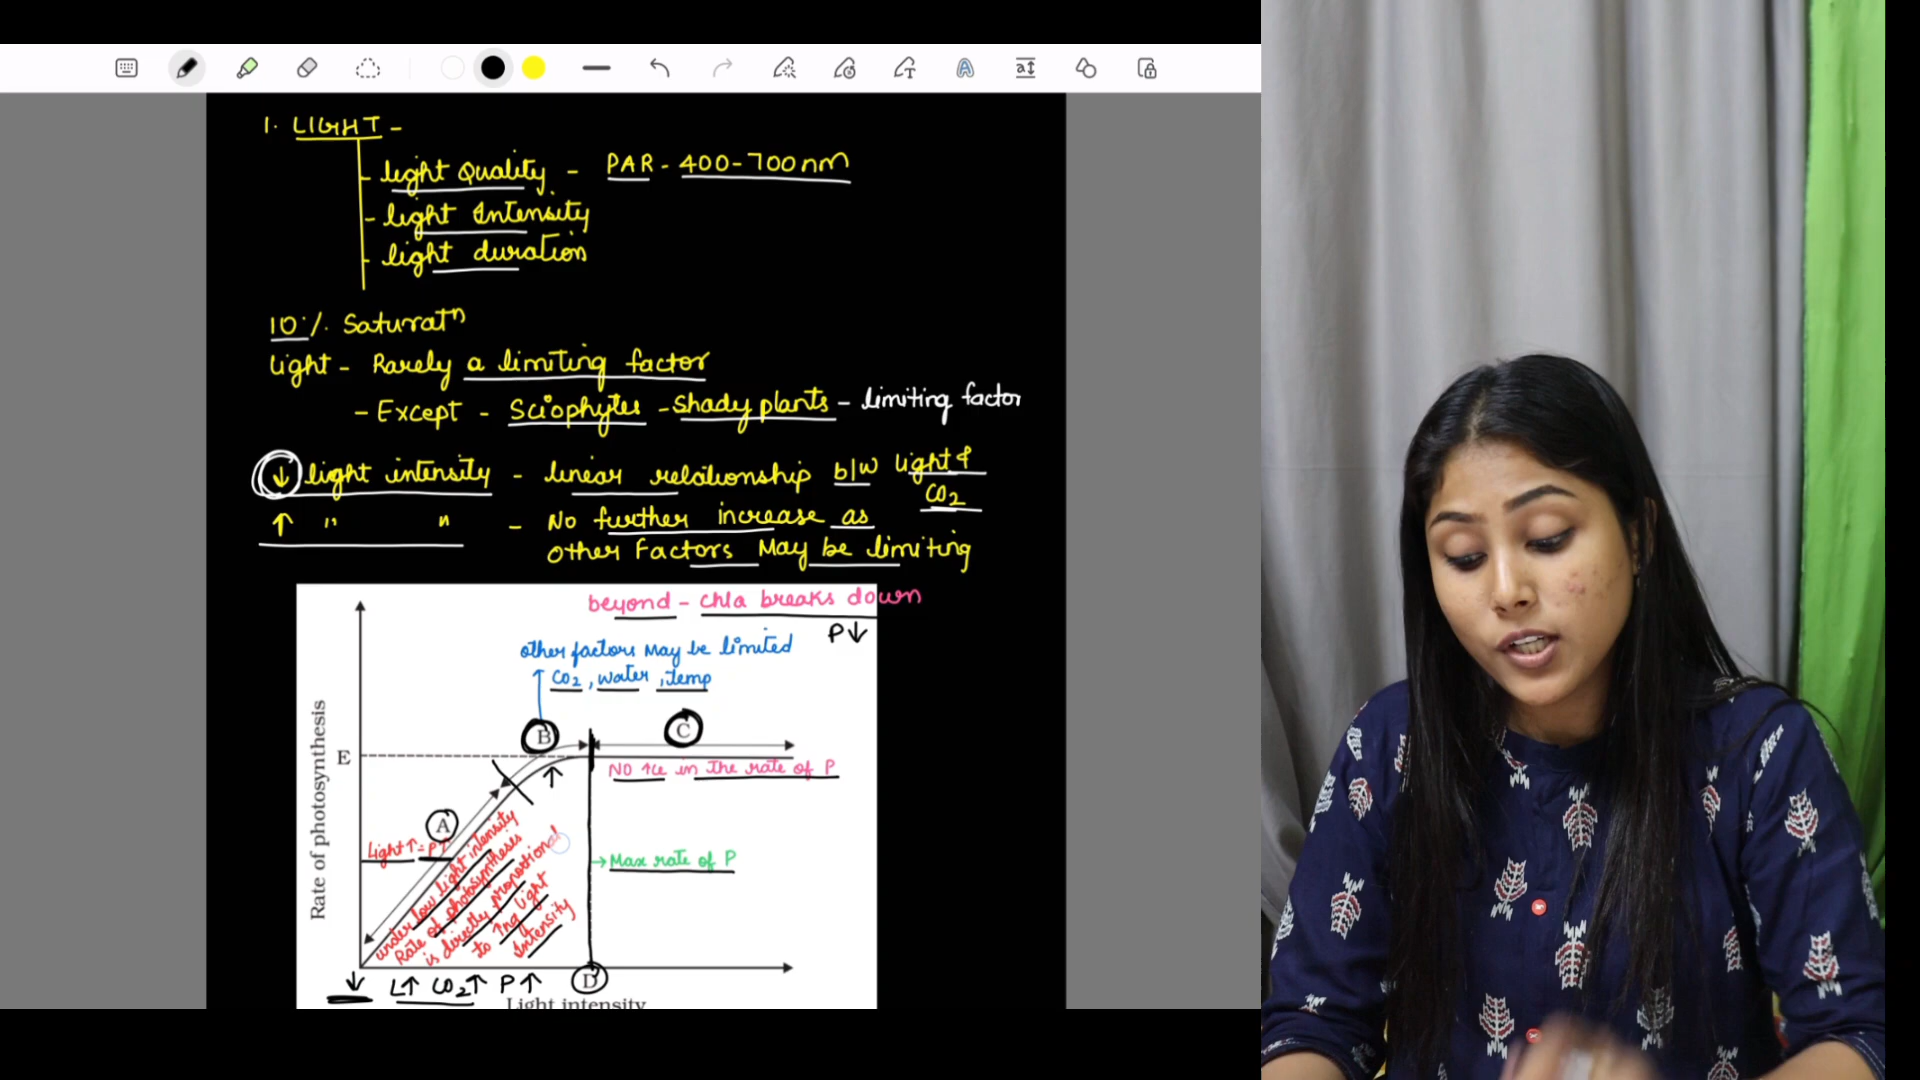 1. LIGHT -
- light Quality - PAR - 400-700nm
- light Intensity
- light duration
10% Saturatⁿ
light - Rarely a limiting factor
- Except - Sciophytes - Shady plants - limiting factor
↓ light intensity - linear relationship b/w light &
CO2
↑ " " - No further increase as
other Factors May be limiting
beyond - chla breaks down
P↓
other factors May be limited
CO2, water, Temp
B
C
E
NO ↑ce in the rate of P
A
Light↑=P↑
under low light intensity
Rate of photosyntheses
is directly proportional
to ↑ng light
Intensity
→ Max rate of P
Rate of photosynthesis
↓ L↑ CO2↑ P↑
D
Light intensity